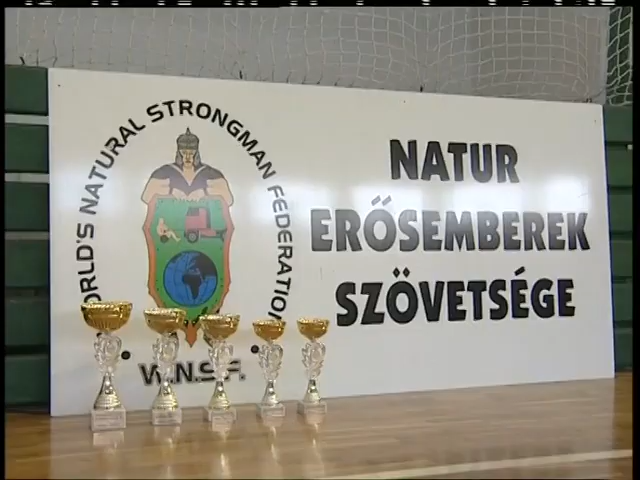 WORLD'S NATURAL STRONGMAN FEDERATION
W.N.S.F.
NATUR
ERŐSEMBEREK
SZÖVETSÉGE